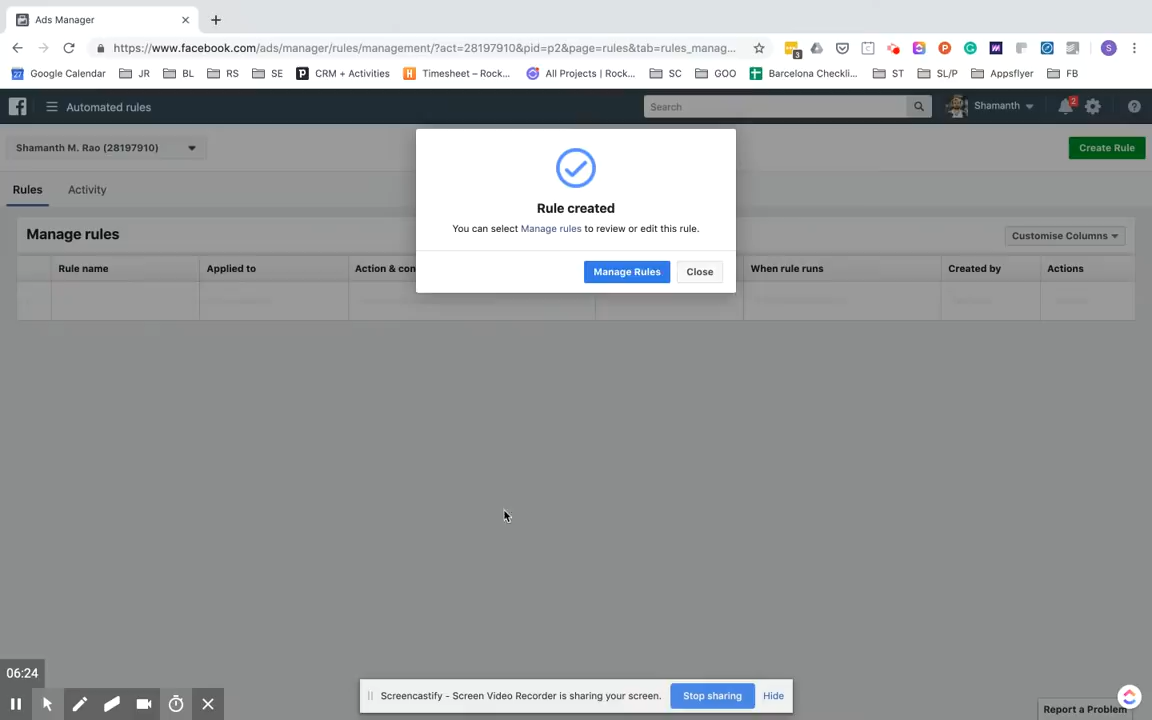 Ads Manager
https://www.facebook.com/ads/manager/rules/management/?act=28197910&pid=p2&page=rules&tab=rules_manag...
3
S
17 Google Calendar JR BL RS SE CRM + Activities Timesheet – Rock... All Projects | Rock... SC GOO Barcelona Checkli... ST SL/P Appsflyer FB
Automated rules Search Shamanth 2
Shamanth M. Rao (28197910) Create Rule
Rules Activity
Rule created
You can select Manage rules to review or edit this rule.
Manage Rules Close
Manage rules Customise Columns
Rule name Applied to Action & con When rule runs Created by Actions
06:24
Screencastify - Screen Video Recorder is sharing your screen. Stop sharing Hide
Report a Problem